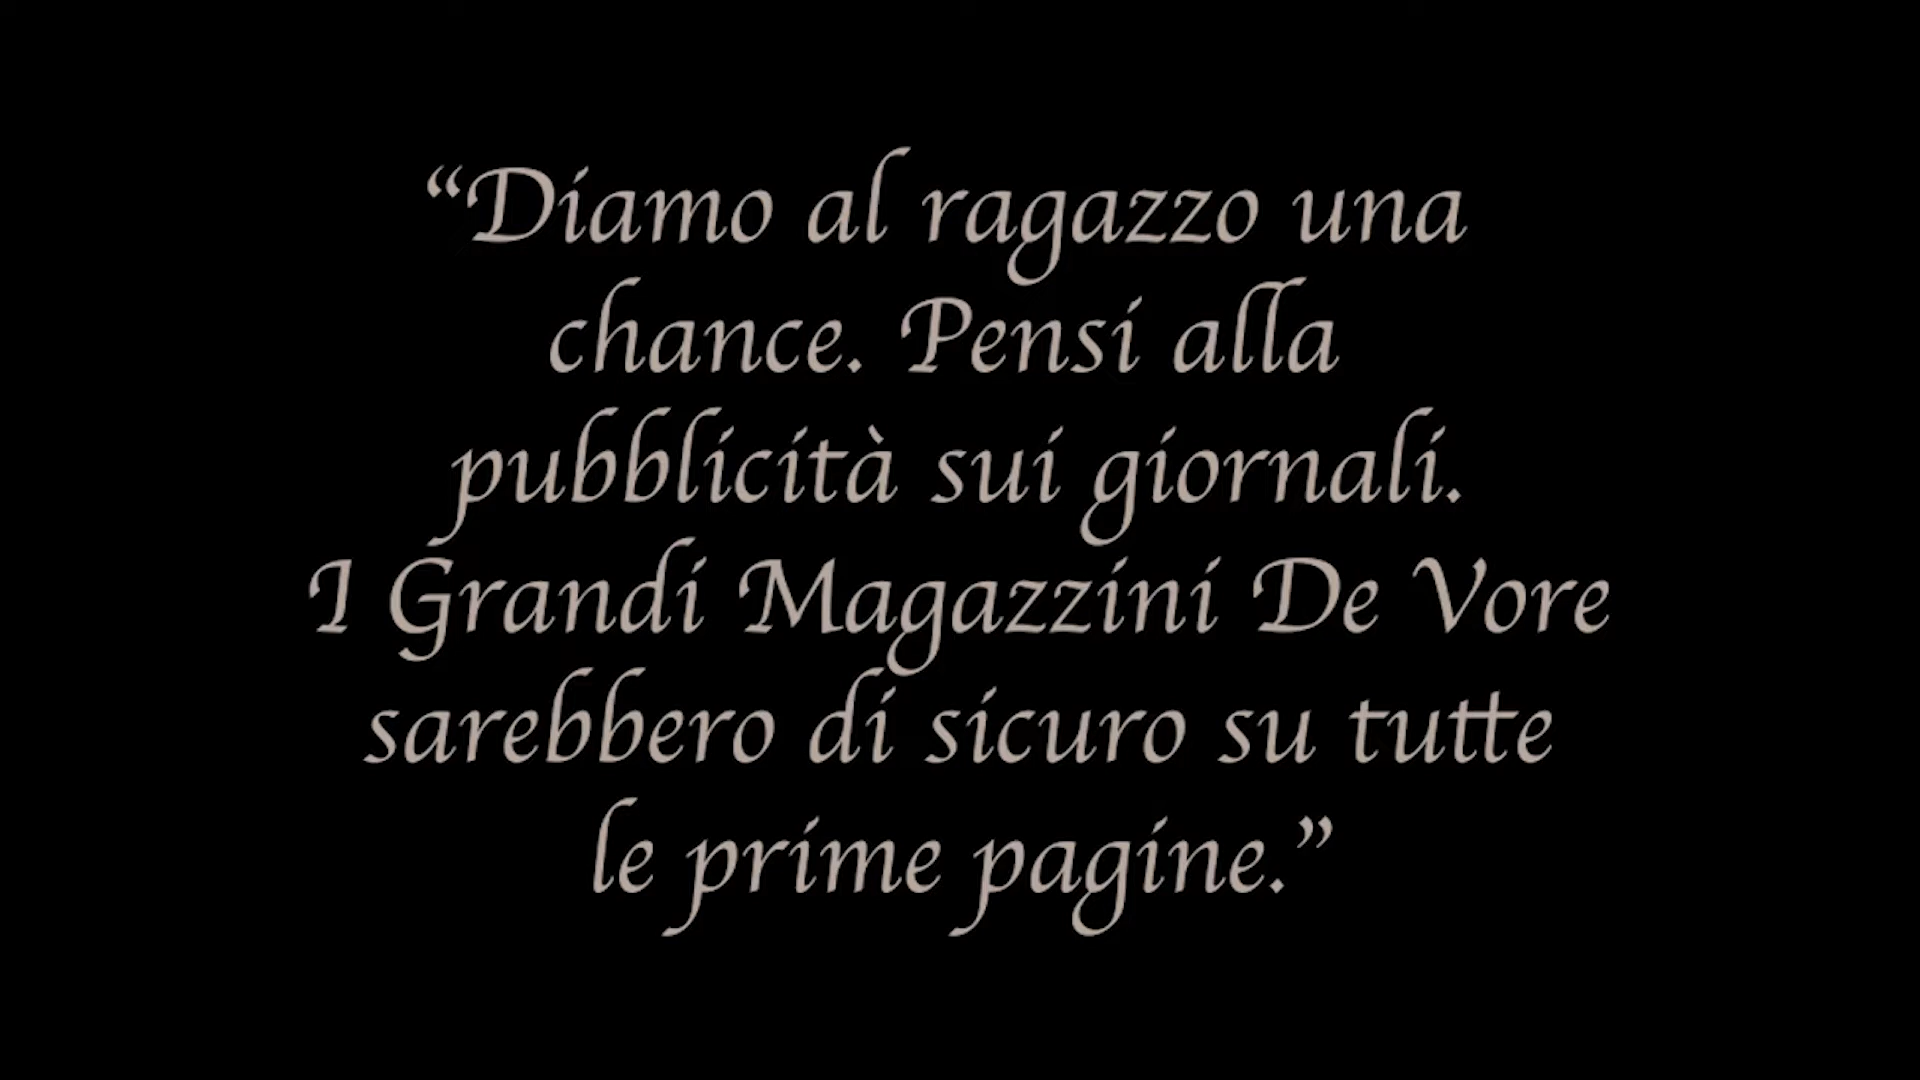 “Diamo al ragazzo una
chance. Pensi alla
pubblicità sui giornali.
I Grandi Magazzini De Vore
sarebbero di sicuro su tutte
le prime pagine.”